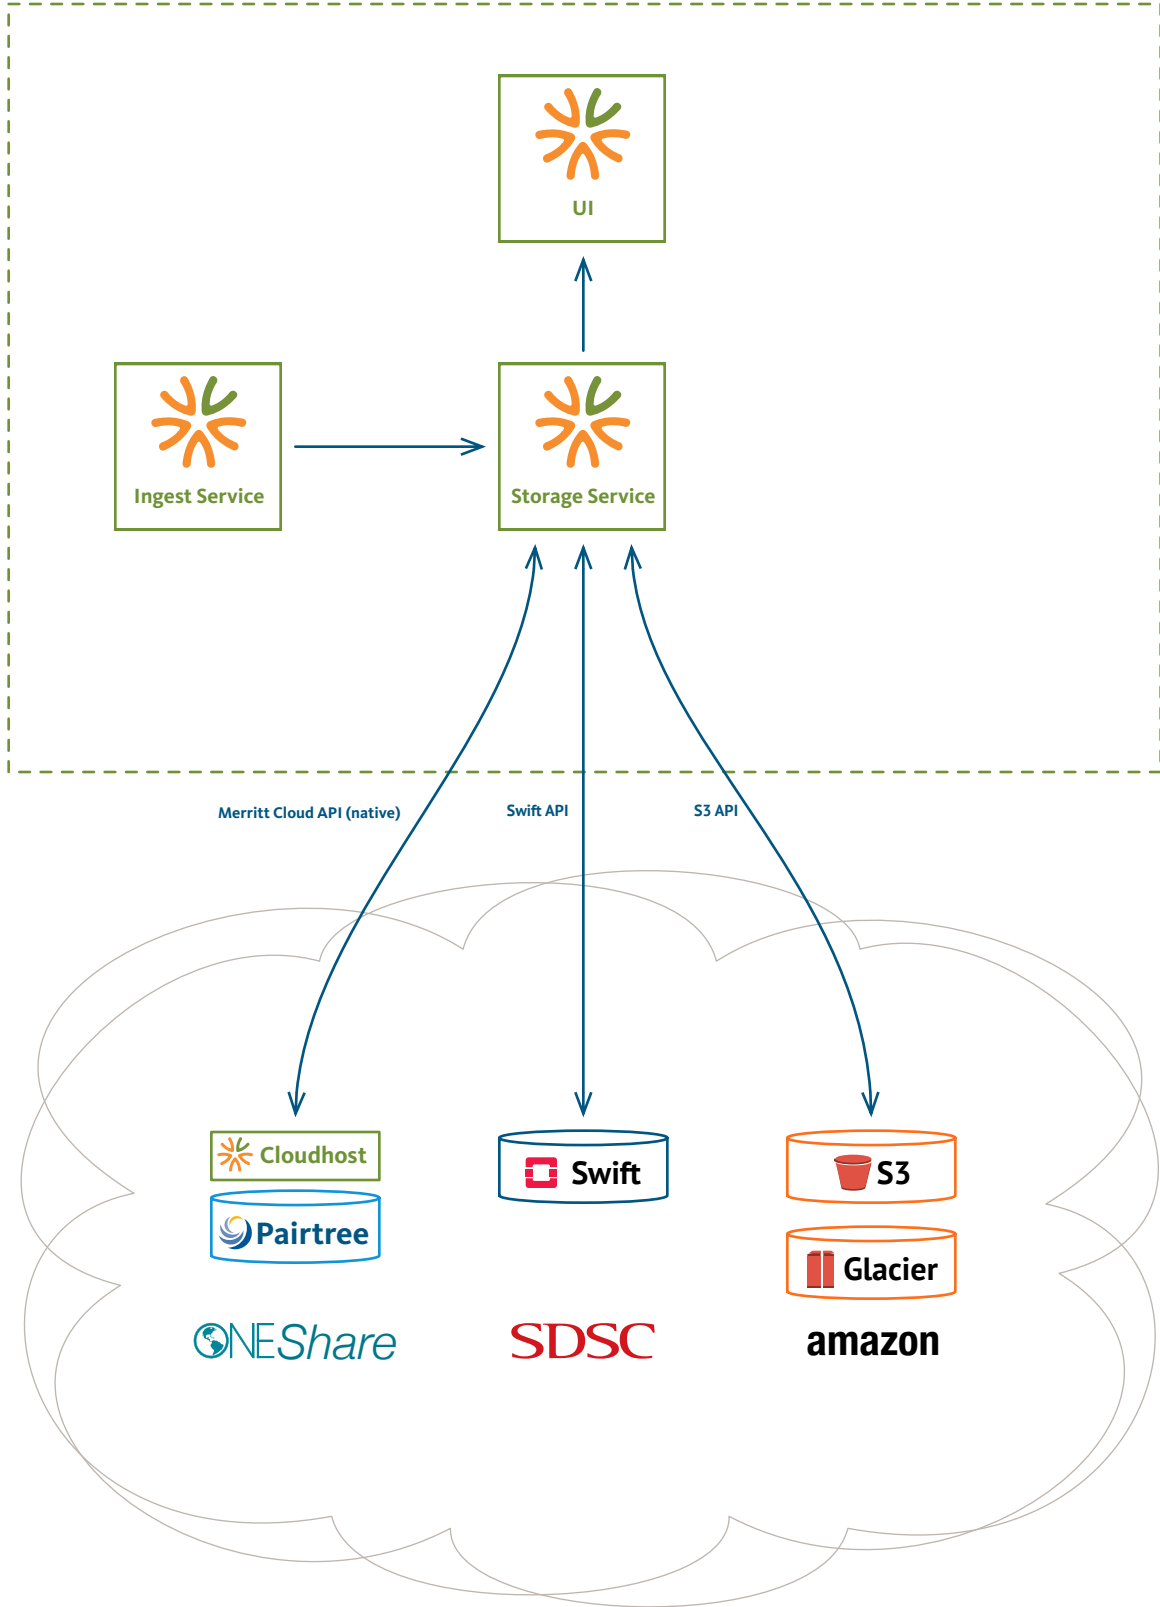 UI
Ingest Service
Storage Service
Merritt Cloud API (native)
Swift API
S3 API
Cloudhost
Pairtree
ONEShare
Swift
SDSC
S3
Glacier
amazon